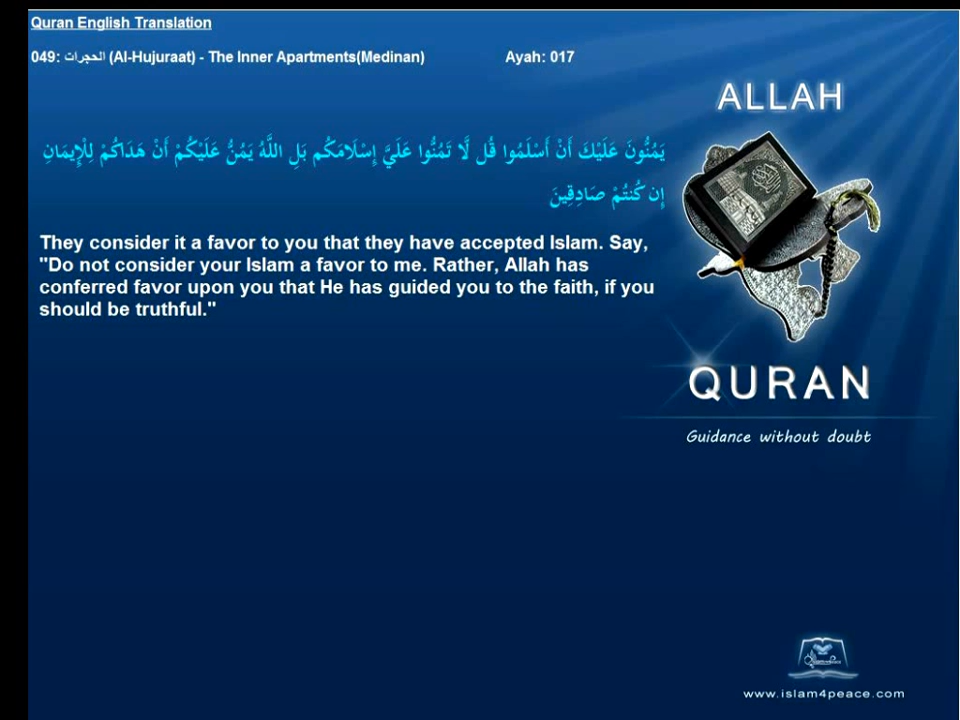 Quran English Translation
049: الحجرات (Al-Hujuraat) - The Inner Apartments(Medinan) Ayah: 017
ALLAH
يَمُنُّونَ عَلَيْكَ أَنْ أَسْلَمُوا قُل لَّا تَمُنُّوا عَلَيَّ إِسْلَامَكُم بَلِ اللَّهُ يَمُنُّ عَلَيْكُمْ أَنْ هَدَاكُمْ لِلْإِيمَانِ
إِن كُنتُمْ صَادِقِينَ
They consider it a favor to you that they have accepted Islam. Say,
"Do not consider your Islam a favor to me. Rather, Allah has
conferred favor upon you that He has guided you to the faith, if you
should be truthful."
QURAN
Guidance without doubt
www.islam4peace.com